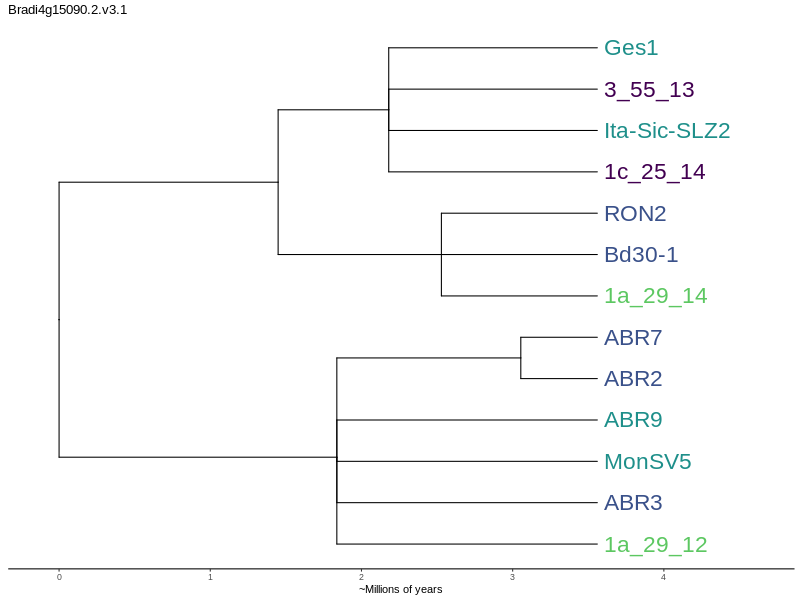 Bradi4g15090.2.v3.1
Ges1
3_55_13
Ita-Sic-SLZ2
1c_25_14
RON2
Bd30-1
1a_29_14
ABR7
ABR2
ABR9
MonSV5
ABR3
1a_29_12
0 1 2 3 4
~Millions of years